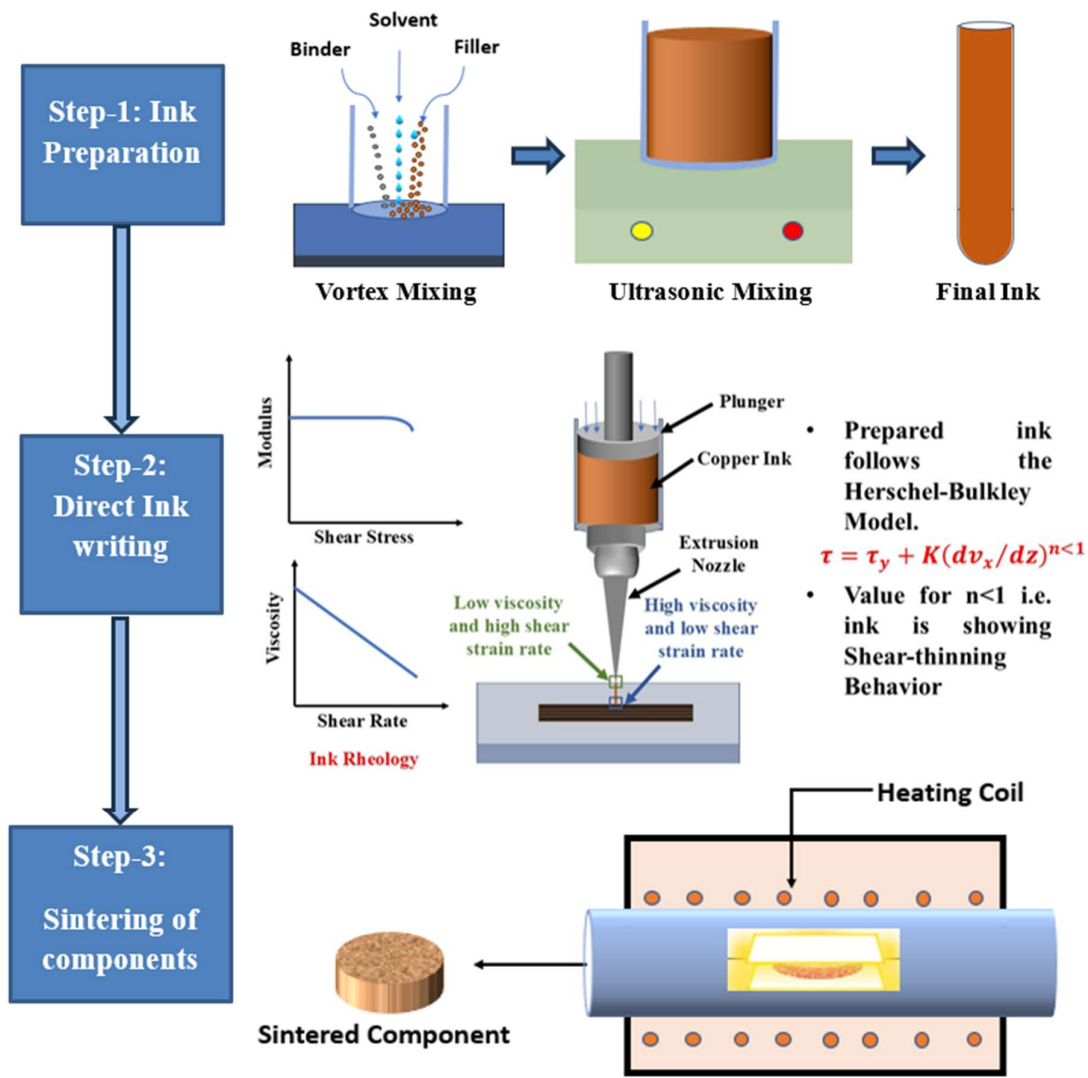 Solvent
Binder
Filler
Step-1: Ink
Preparation
Vortex Mixing
Ultrasonic Mixing
Final Ink
Step-2:
Direct Ink
writing
Modulus
Shear Stress
Viscosity
Shear Rate
Ink Rheology
Plunger
Copper Ink
Extrusion
Nozzle
Low viscosity
and high shear
strain rate
High viscosity
and low shear
strain rate
• Prepared ink
follows the
Herschel-Bulkley
Model.
τ = τ_y + K(dv_x/dz)^{n<1}
• Value for n<1 i.e.
ink is showing
Shear-thinning
Behavior
Step-3:
Sintering of
components
Heating Coil
Sintered Component